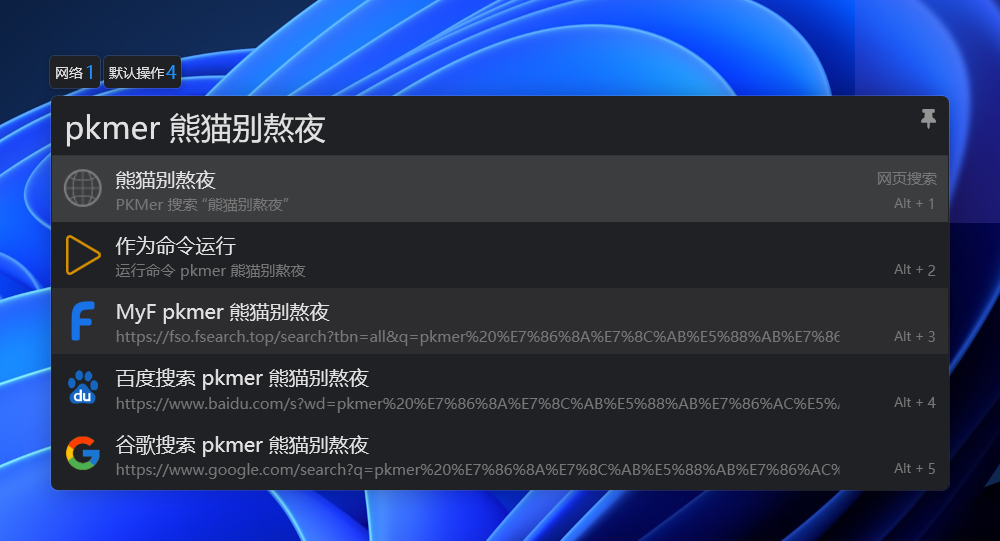 网络 1 默认操作 4
pkmer 熊猫别熬夜
熊猫别熬夜 网页搜索
PKMer 搜索 “熊猫别熬夜” Alt + 1
作为命令运行
运行命令 pkmer 熊猫别熬夜 Alt + 2
MyF pkmer 熊猫别熬夜
https://fso.fsearch.top/search?tbn=all&q=pkmer%20%E7%86%8A%E7%8C%AB%E5%88%AB%E7%86 Alt + 3
百度搜索 pkmer 熊猫别熬夜
du
https://www.baidu.com/s?wd=pkmer%20%E7%86%8A%E7%8C%AB%E5%88%AB%E7%86%AC%E5% Alt + 4
谷歌搜索 pkmer 熊猫别熬夜
https://www.google.com/search?q=pkmer%20%E7%86%8A%E7%8C%AB%E5%88%AB%E7%86%AC% Alt + 5